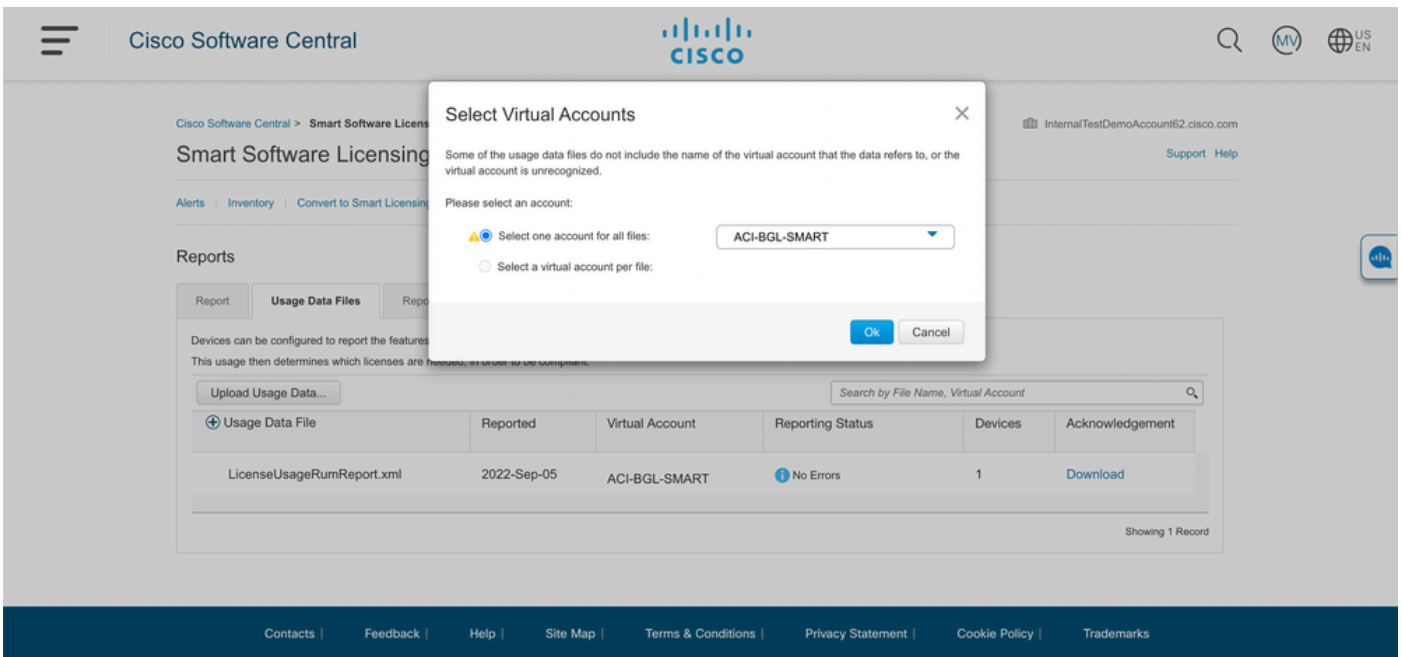 Cisco Software Central
CISCO
MV
US
EN
Cisco Software Central > Smart Software Licens
InternalTestDemoAccount62.cisco.com
Smart Software Licensing
Support Help
Alerts | Inventory | Convert to Smart Licensing
Select Virtual Accounts
Some of the usage data files do not include the name of the virtual account that the data refers to, or the
virtual account is unrecognized.
Please select an account:
Select one account for all files:
ACI-BGL-SMART
Select a virtual account per file:
Ok Cancel
Reports
Report Usage Data Files Repo
Devices can be configured to report the features
This usage then determines which licenses are needed, in order to be compliant.
Upload Usage Data...
Search by File Name, Virtual Account
Usage Data File Reported Virtual Account Reporting Status Devices Acknowledgement
LicenseUsageRumReport.xml 2022-Sep-05 ACI-BGL-SMART No Errors 1 Download
Showing 1 Record
Contacts | Feedback | Help | Site Map | Terms & Conditions | Privacy Statement | Cookie Policy | Trademarks